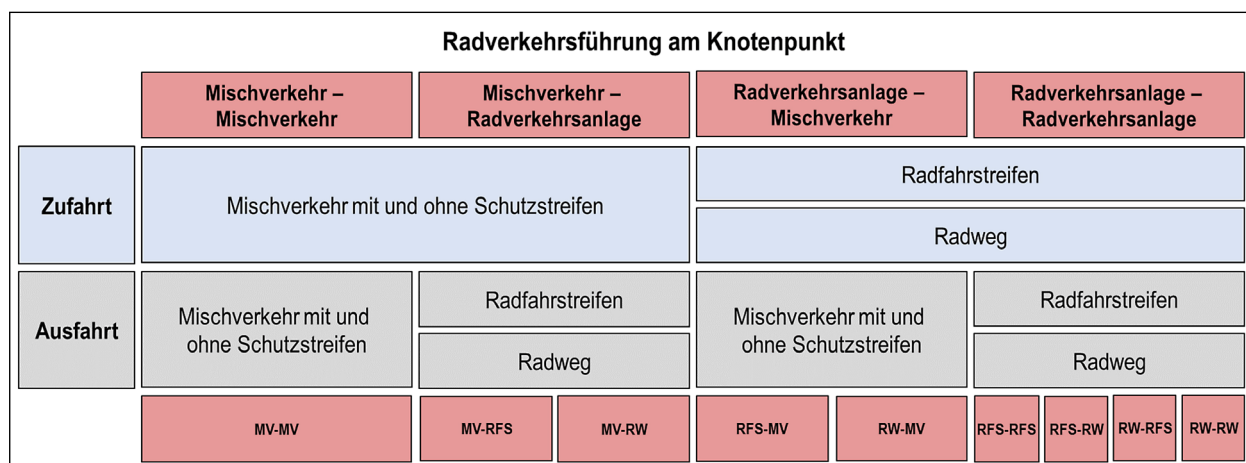 Radverkehrsführung am Knotenpunkt
Mischverkehr –
Mischverkehr
Mischverkehr –
Radverkehrsanlage
Radverkehrsanlage –
Mischverkehr
Radverkehrsanlage –
Radverkehrsanlage
Zufahrt
Mischverkehr mit und ohne Schutzstreifen
Radfahrstreifen
Radweg
Ausfahrt
Mischverkehr mit und
ohne Schutzstreifen
Radfahrstreifen
Radweg
Mischverkehr mit und
ohne Schutzstreifen
Radfahrstreifen
Radweg
MV-MV
MV-RFS
MV-RW
RFS-MV
RW-MV
RFS-RFS
RFS-RW
RW-RFS
RW-RW